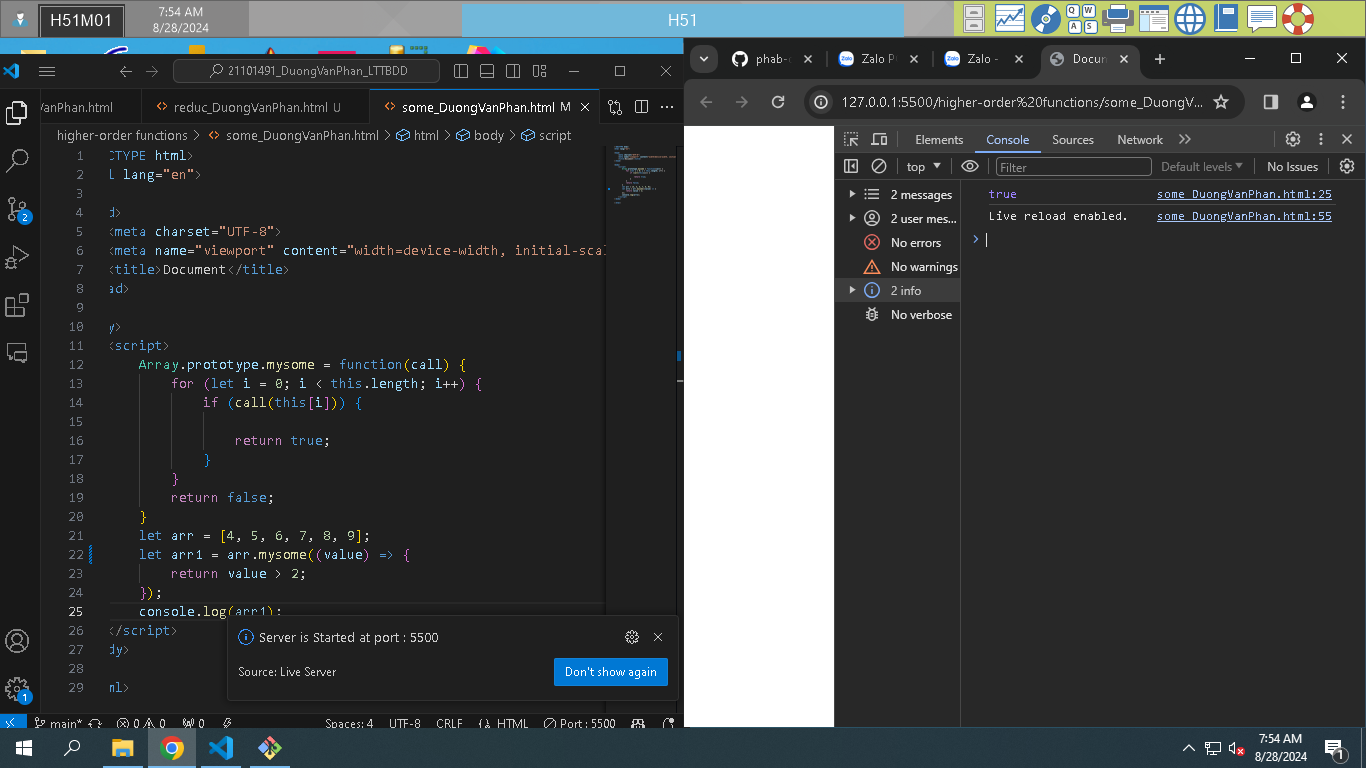 H51M01
7:54 AM
8/28/2024
H51
21101491_DuongVanPhan_LTTBDD
VanPhan.html
reduc_DuongVanPhan.html U
some_DuongVanPhan.html M
higher-order functions > some_DuongVanPhan.html > html > body > script
1 CTYPE html>
2 lang="en">
3
4 d>
5 <meta charset="UTF-8">
6 <meta name="viewport" content="width=device-width, initial-scal
7 <title>Document</title>
8 ad>
9
10 y>
11 <script>
12 Array.prototype.mysome = function(call) {
13 for (let i = 0; i < this.length; i++) {
14 if (call(this[i])) {
15
16 return true;
17 }
18 }
19 return false;
20 }
21 let arr = [4, 5, 6, 7, 8, 9];
22 let arr1 = arr.mysome((value) => {
23 return value > 2;
24 });
25 console.log(arr1);
26 </script>
27 dy>
28
29 ml>
Server is Started at port : 5500
Source: Live Server
Don't show again
2
1
main* 0 0 0 Spaces: 4 UTF-8 CRLF HTML Port : 5500
phab-
Zalo P
Zalo -
Docun
127.0.0.1:5500/higher-order%20functions/some_DuongV...
Elements Console Sources Network
top Filter Default levels No Issues
2 messages
2 user mes...
No errors
No warnings
2 info
No verbose
true some_DuongVanPhan.html:25
Live reload enabled. some_DuongVanPhan.html:55
7:54 AM
8/28/2024
1